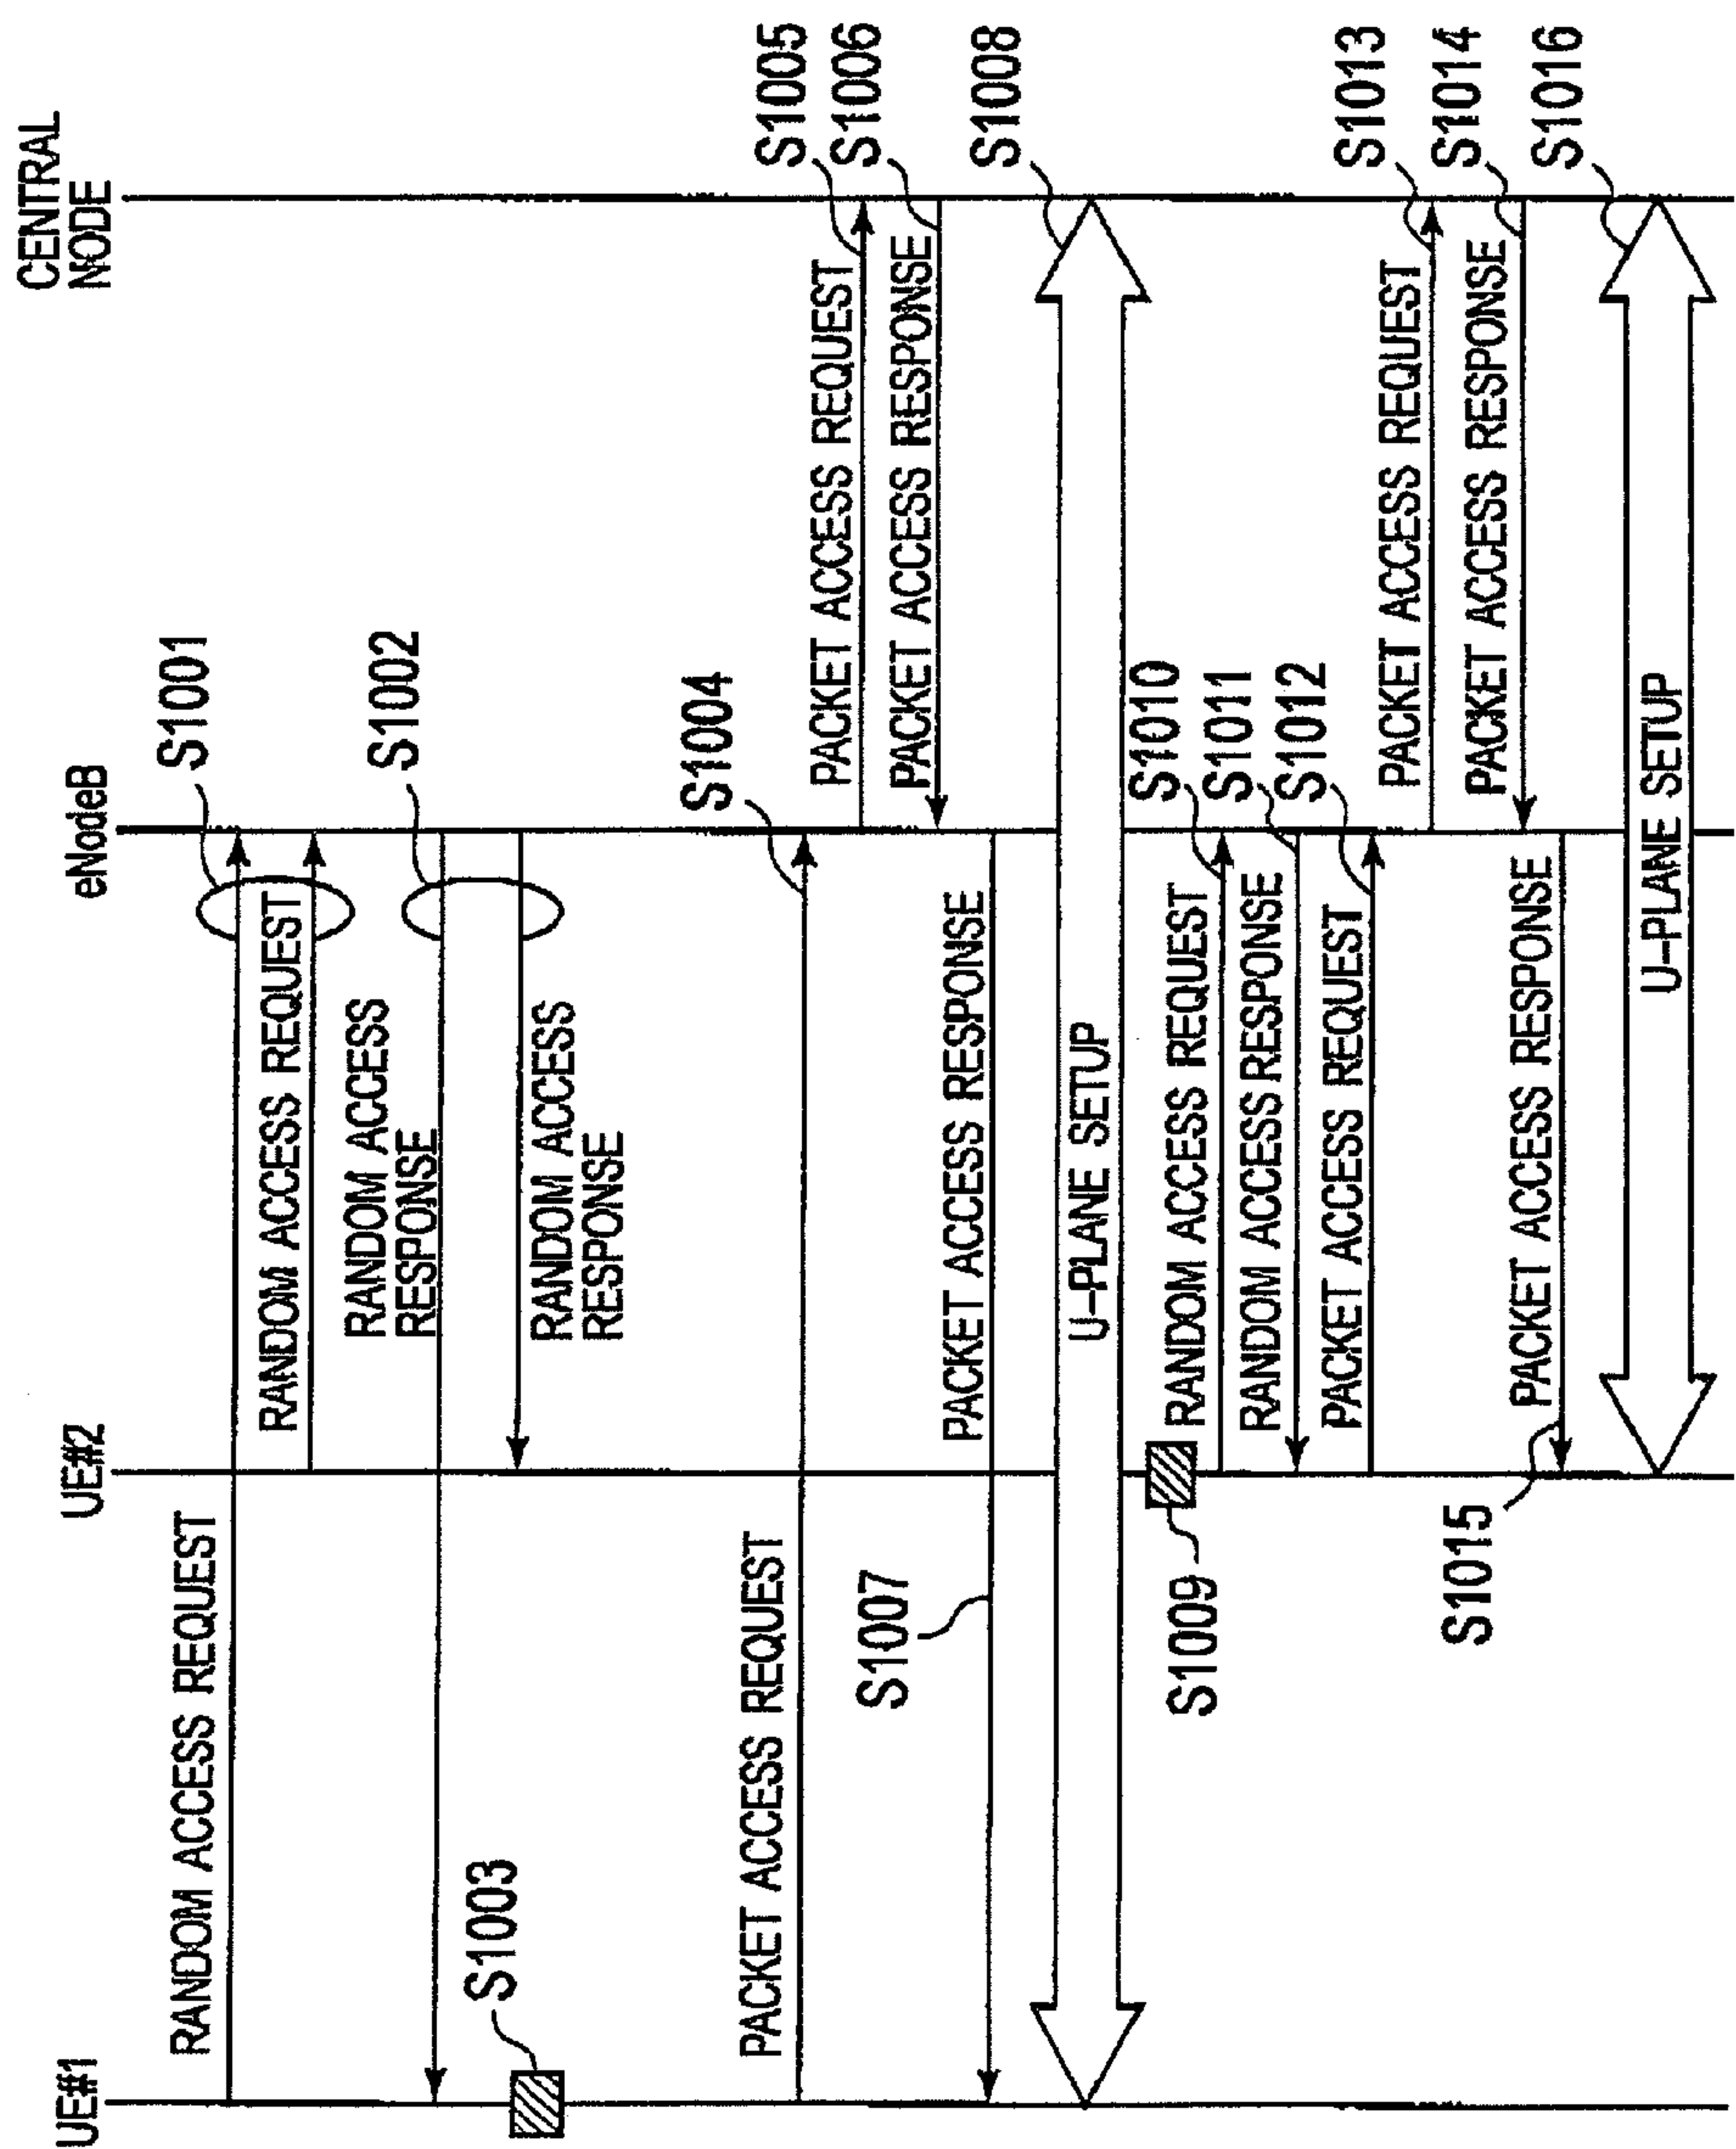 UE#1
UE#2
eNodeB
CENTRAL
NODE
RANDOM ACCESS REQUEST
S1001
RANDOM ACCESS REQUEST
RANDOM ACCESS
RESPONSE
S1002
RANDOM ACCESS
RESPONSE
S1003
PACKET ACCESS REQUEST
S1004
PACKET ACCESS REQUEST
S1005
PACKET ACCESS RESPONSE
S1006
S1007
PACKET ACCESS RESPONSE
U-PLANE SETUP
S1008
S1009
RANDOM ACCESS REQUEST
S1010
RANDOM ACCESS RESPONSE
S1011
PACKET ACCESS REQUEST
S1012
PACKET ACCESS REQUEST
S1013
PACKET ACCESS RESPONSE
S1014
S1015
PACKET ACCESS RESPONSE
U-PLANE SETUP
S1016